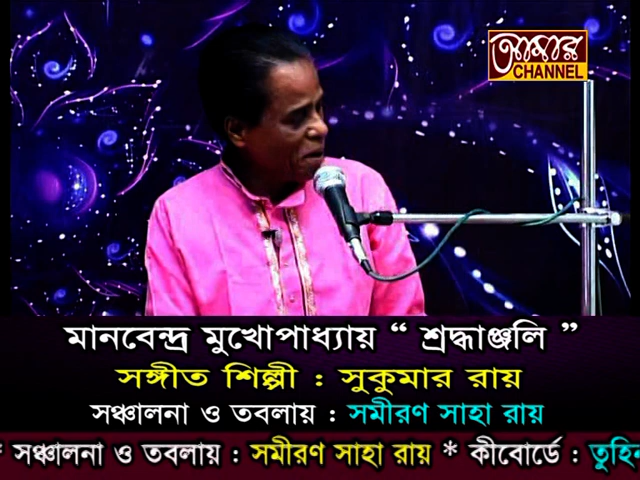 আমার
CHANNEL
মানবেন্দ্র মুখোপাধ্যায় “ শ্রদ্ধাঞ্জলি ”
সঙ্গীত শিল্পী : সুকুমার রায়
সঞ্চালনা ও তবলায় : সমীরণ সাহা রায়
* সঞ্চালনা ও তবলায় : সমীরণ সাহা রায় * কীবোর্ডে : তুহিন